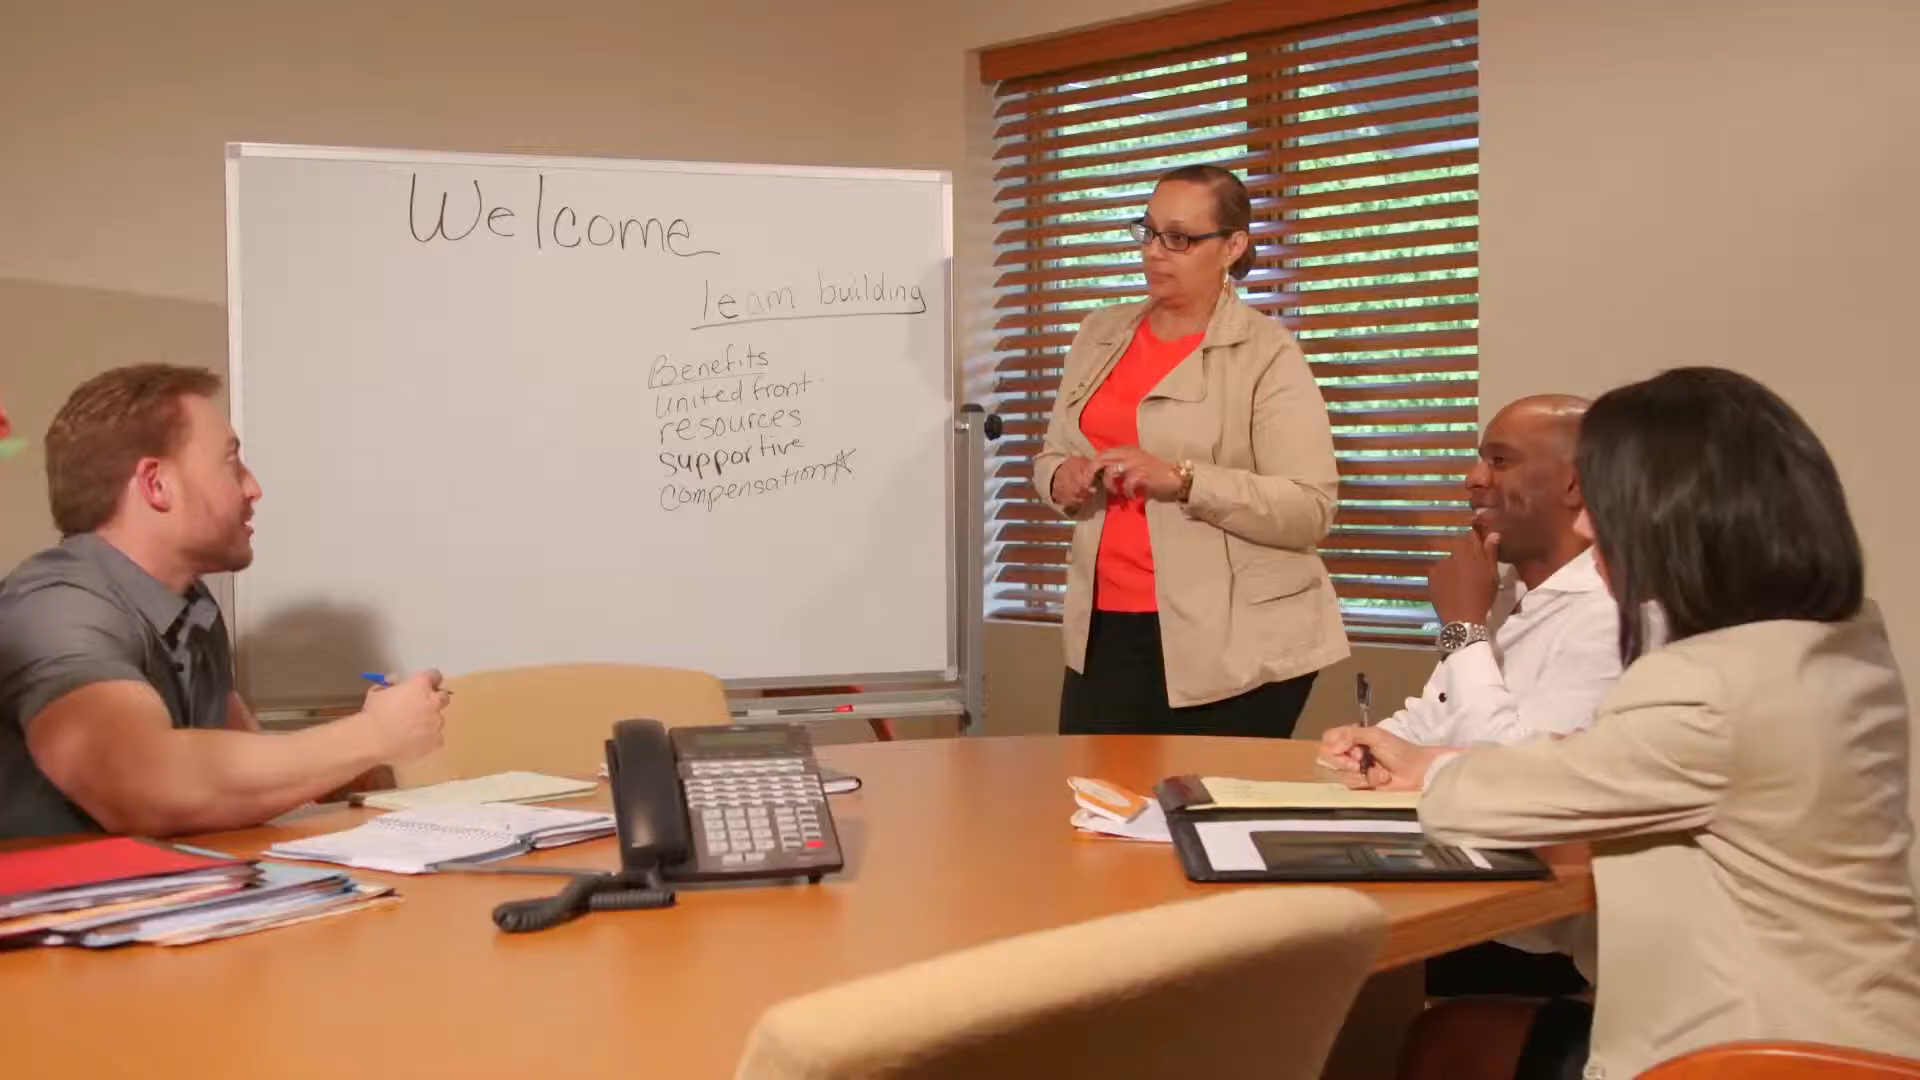 Welcome
Team building
Benefits
United front
resources
supportive
compensation